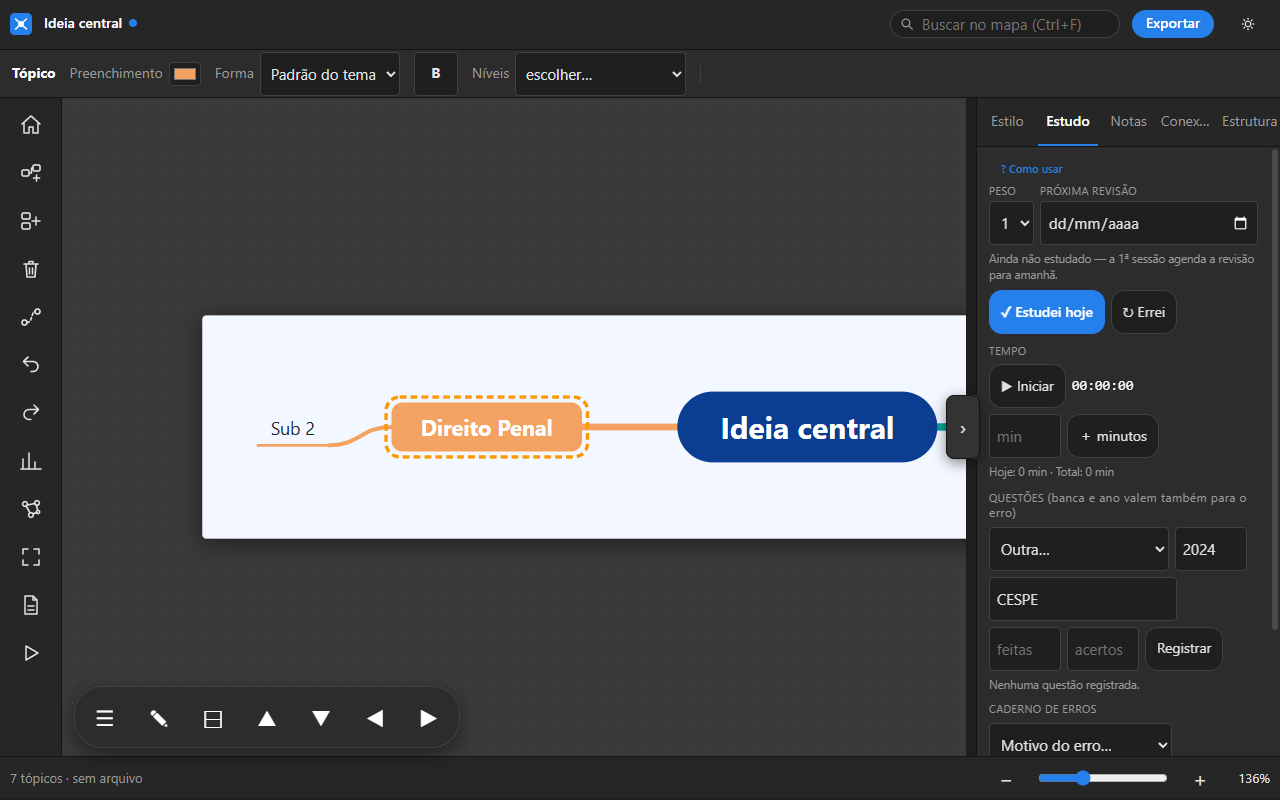 Ideia central
Buscar no mapa (Ctrl+F)
Exportar
Tópico Preenchimento Forma Padrão do tema B Níveis escolher...
Estilo Estudo Notas Conex... Estrutura
? Como usar
PESO PRÓXIMA REVISÃO
1 dd/mm/aaaa
Ainda não estudado — a 1ª sessão agenda a revisão
para amanhã.
✓ Estudei hoje ↻ Errei
TEMPO
▶ Iniciar 00:00:00
min + minutos
Hoje: 0 min · Total: 0 min
QUESTÕES (banca e ano valem também para o
erro)
Outra... 2024
CESPE
feitas acertos Registrar
Nenhuma questão registrada.
CADERNO DE ERROS
Motivo do erro...
Sub 2
Direito Penal
Ideia central
7 tópicos · sem arquivo
− + 136%